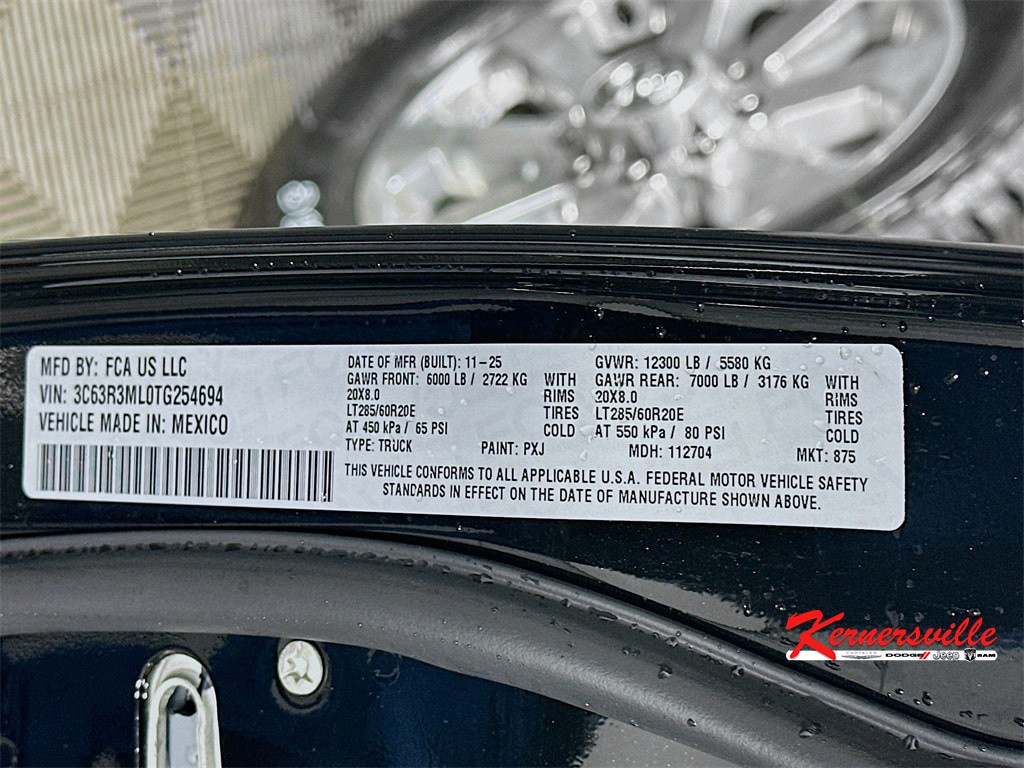 MFD BY: FCA US LLC
VIN: 3C63R3ML0TG254694
VEHICLE MADE IN: MEXICO
DATE OF MFR (BUILT): 11-25
GAWR FRONT: 6000 LB / 2722 KG WITH
20X8.0 RIMS
LT285/60R20E TIRES
AT 450 kPa / 65 PSI COLD
TYPE: TRUCK PAINT: PXJ
GVWR: 12300 LB / 5580 KG
GAWR REAR: 7000 LB / 3176 KG WITH
20X8.0 RIMS
LT285/60R20E TIRES
AT 550 kPa / 80 PSI COLD
MDH: 112704 MKT: 875
THIS VEHICLE CONFORMS TO ALL APPLICABLE U.S.A. FEDERAL MOTOR VEHICLE SAFETY
STANDARDS IN EFFECT ON THE DATE OF MANUFACTURE SHOWN ABOVE.
Kernersville
CHRYSLER DODGE Jeep RAM